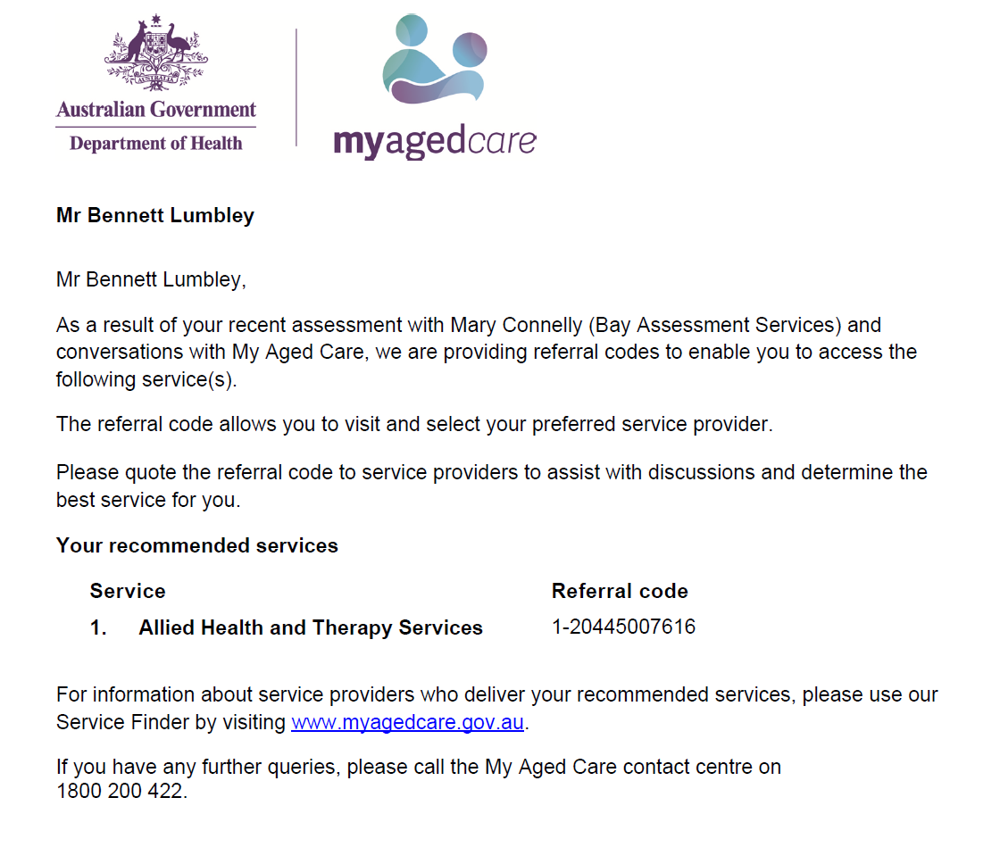 Australian Government
Department of Health
myagedcare
Mr Bennett Lumbley
Mr Bennett Lumbley,
As a result of your recent assessment with Mary Connelly (Bay Assessment Services) and
conversations with My Aged Care, we are providing referral codes to enable you to access the
following service(s).
The referral code allows you to visit and select your preferred service provider.
Please quote the referral code to service providers to assist with discussions and determine the
best service for you.
Your recommended services
Service Referral code
1. Allied Health and Therapy Services 1-20445007616
For information about service providers who deliver your recommended services, please use our
Service Finder by visiting www.myagedcare.gov.au.
If you have any further queries, please call the My Aged Care contact centre on
1800 200 422.